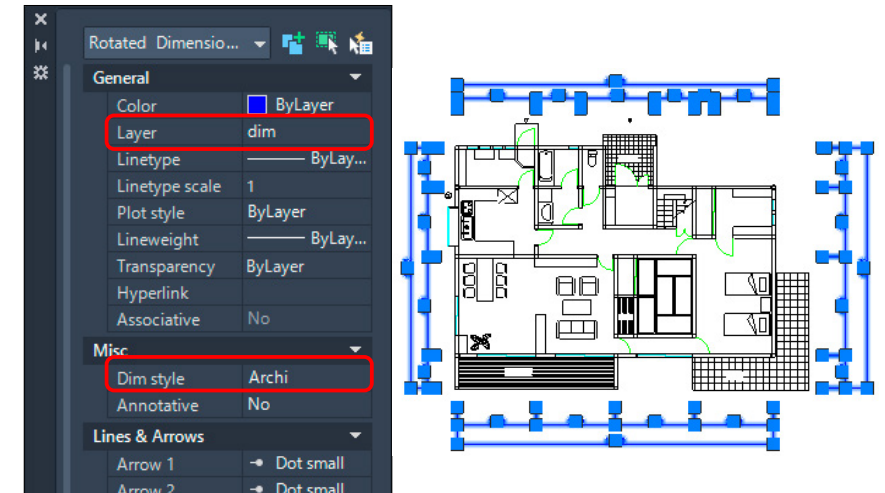 Rotated Dimensio...
General
Color ByLayer
Layer dim
Linetype ByLay...
Linetype scale 1
Plot style ByLayer
Lineweight ByLay...
Transparency ByLayer
Hyperlink
Associative No
Misc
Dim style Archi
Annotative No
Lines & Arrows
Arrow 1 Dot small
Arrow 2 Dot small